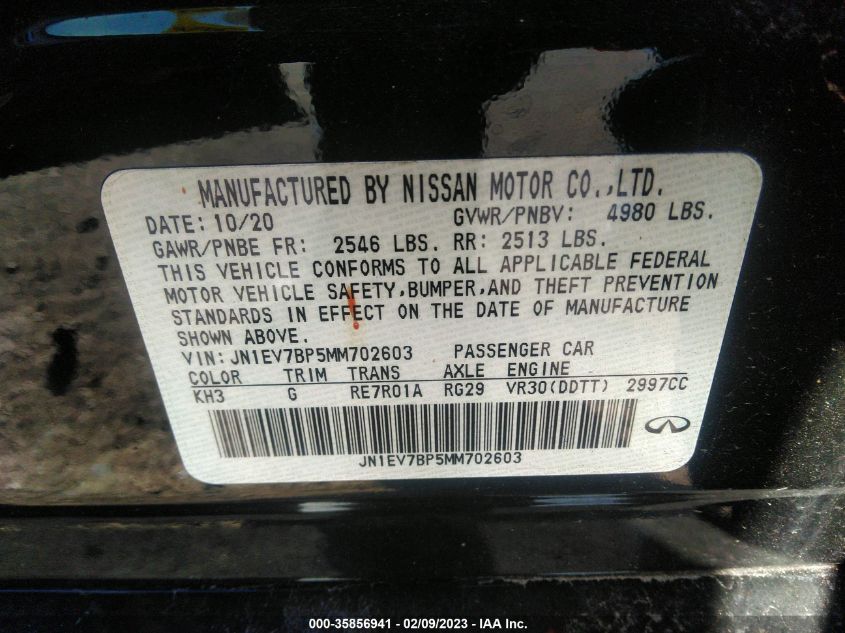 MANUFACTURED BY NISSAN MOTOR CO.,LTD.
DATE: 10/20 GVWR/PNBV: 4980 LBS.
GAWR/PNBE FR: 2546 LBS. RR: 2513 LBS.
THIS VEHICLE CONFORMS TO ALL APPLICABLE FEDERAL
MOTOR VEHICLE SAFETY,BUMPER,AND THEFT PREVENTION
STANDARDS IN EFFECT ON THE DATE OF MANUFACTURE
SHOWN ABOVE.
VIN: JN1EV7BP5MM702603 PASSENGER CAR
COLOR TRIM TRANS AXLE ENGINE
KH3 G RE7R01A RG29 VR30(DDTT) 2997CC
JN1EV7BP5MM702603
000-35856941 - 02/09/2023 - IAA Inc.